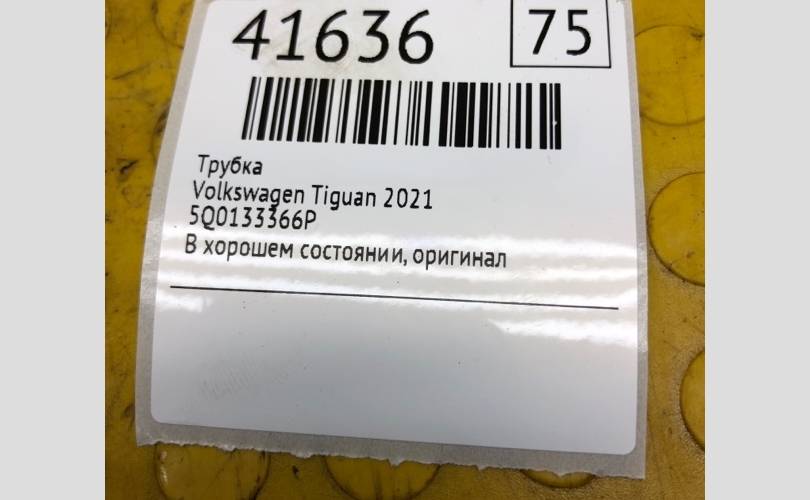 41636
75
Трубка
Volkswagen Tiguan 2021
5Q0133366P
В хорошем состоянии, оригинал